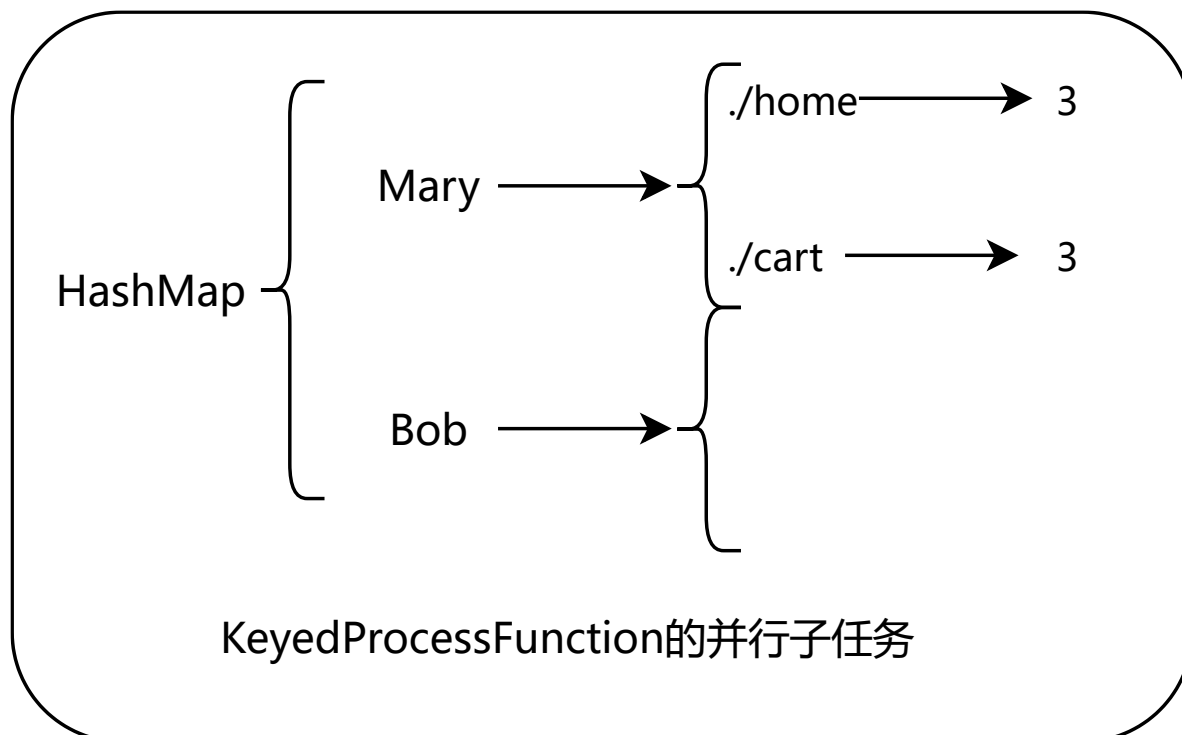 ./home
3
Mary
./cart
3
HashMap
Bob
KeyedProcessFunction的并行子任务